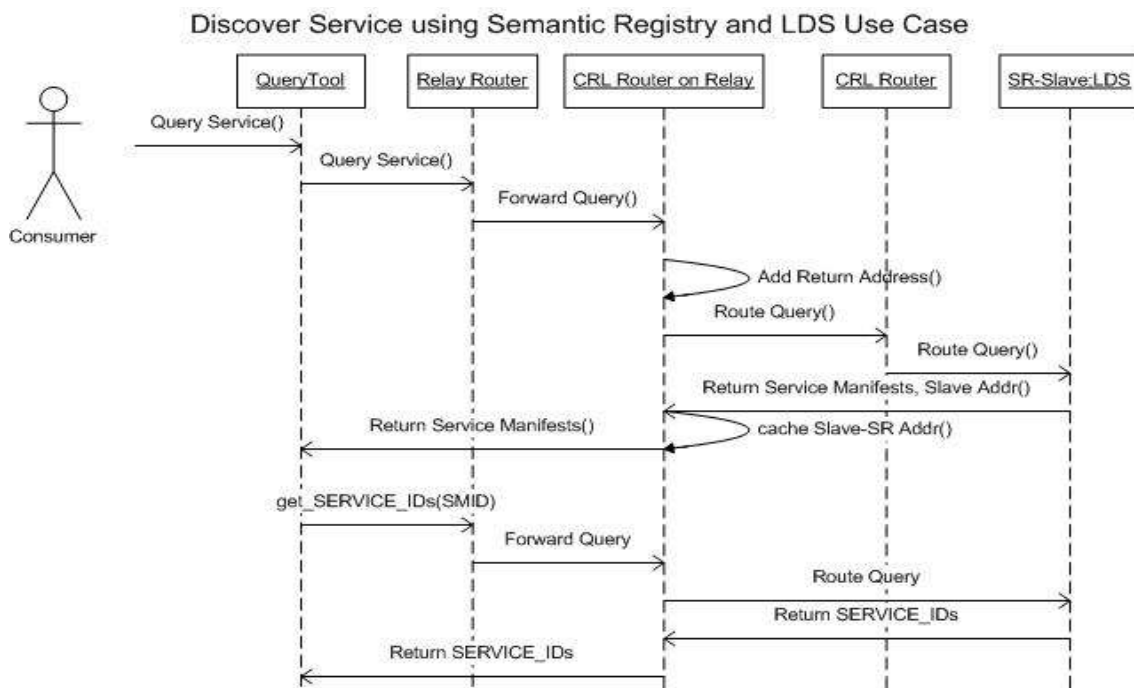 Discover Service using Semantic Registry and LDS Use Case
QueryTool
Relay Router
CRL Router on Relay
CRL Router
SR-Slave:LDS
Consumer
Query Service()
Query Service()
Forward Query()
Add Return Address()
Route Query()
Route Query()
Return Service Manifests, Slave Addr()
cache Slave-SR Addr()
Return Service Manifests()
get_SERVICE_IDs(SMID)
Forward Query
Route Query
Return SERVICE_IDs
Return SERVICE_IDs